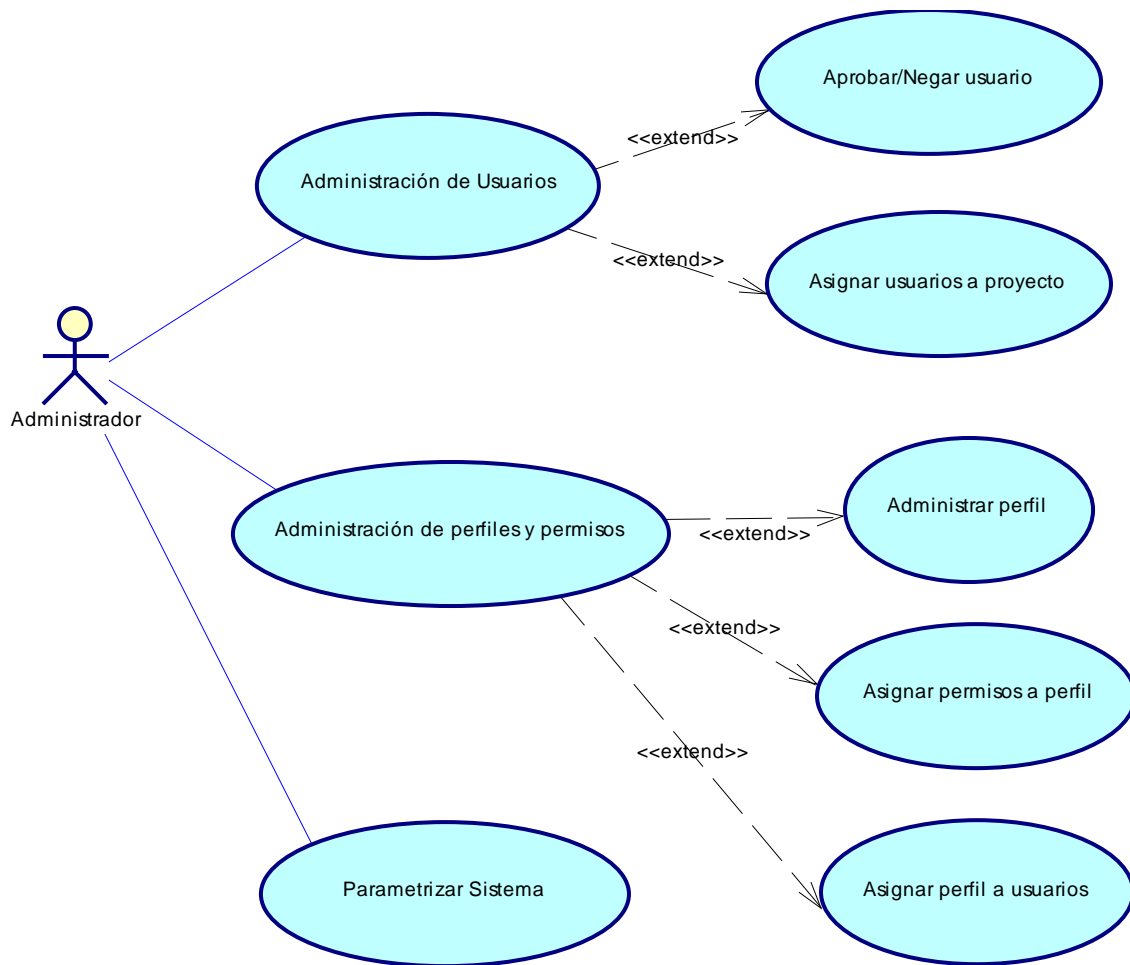 Aprobar/Negar usuario
<<extend>>
Administración de Usuarios
<<extend>>
Asignar usuarios a proyecto
Administrador
Administración de perfiles y permisos
<<extend>>
Administrar perfil
<<extend>>
Asignar permisos a perfil
<<extend>>
Parametrizar Sistema
Asignar perfil a usuarios